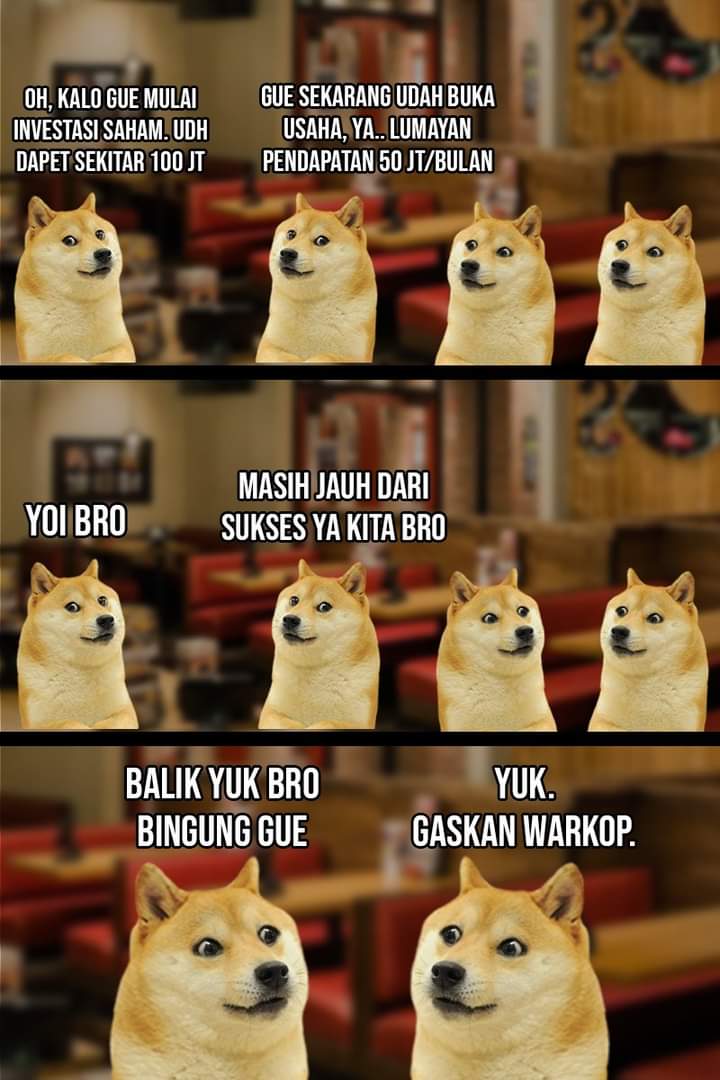 OH, KALO GUE MULAI
INVESTASI SAHAM. UDH
DAPET SEKITAR 100 JT
GUE SEKARANG UDAH BUKA
USAHA, YA.. LUMAYAN
PENDAPATAN 50 JT/BULAN
YOI BRO
MASIH JAUH DARI
SUKSES YA KITA BRO
BALIK YUK BRO
BINGUNG GUE
YUK.
GASKAN WARKOP.